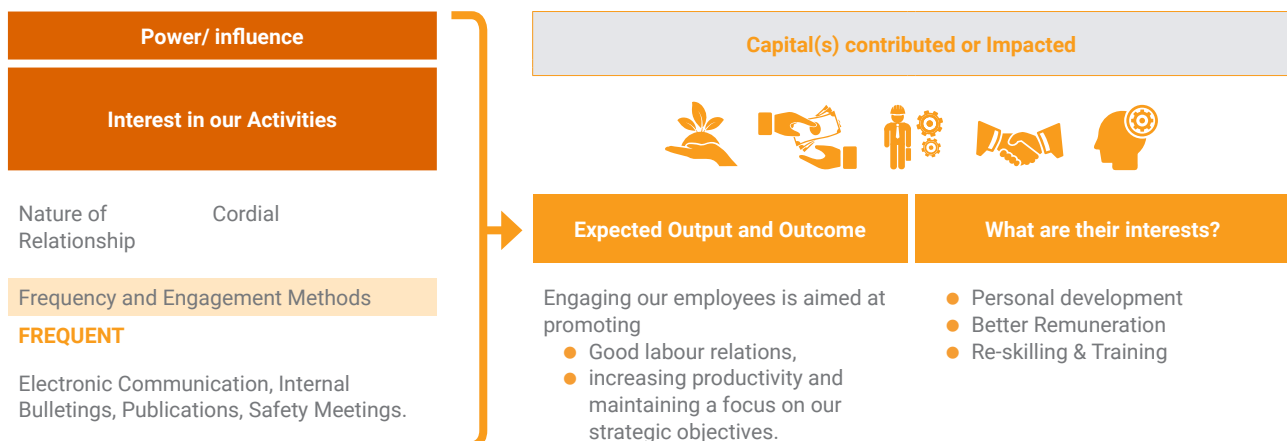 Power/ influence
Interest in our Activities
Nature of
Relationship
Cordial
Frequency and Engagement Methods
FREQUENT
Electronic Communication, Internal
Bulletings, Publications, Safety Meetings.
Capital(s) contributed or Impacted
Expected Output and Outcome
Engaging our employees is aimed at
promoting
Good labour relations,
increasing productivity and
maintaining a focus on our
strategic objectives.
What are their interests?
Personal development
Better Remuneration
Re-skilling & Training